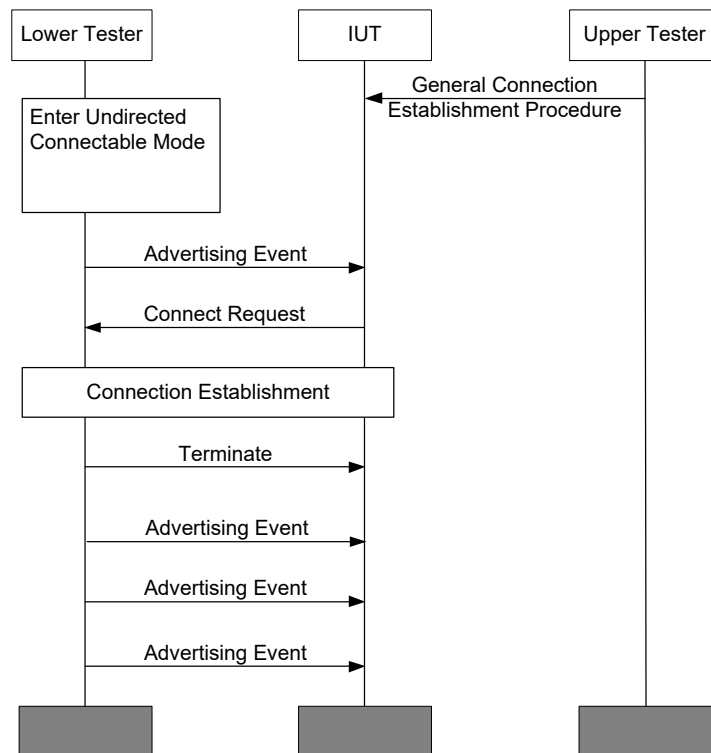 Lower Tester
IUT
Upper Tester
General Connection
Establishment Procedure
Enter Undirected
Connectable Mode
Advertising Event
Connect Request
Connection Establishment
Terminate
Advertising Event
Advertising Event
Advertising Event